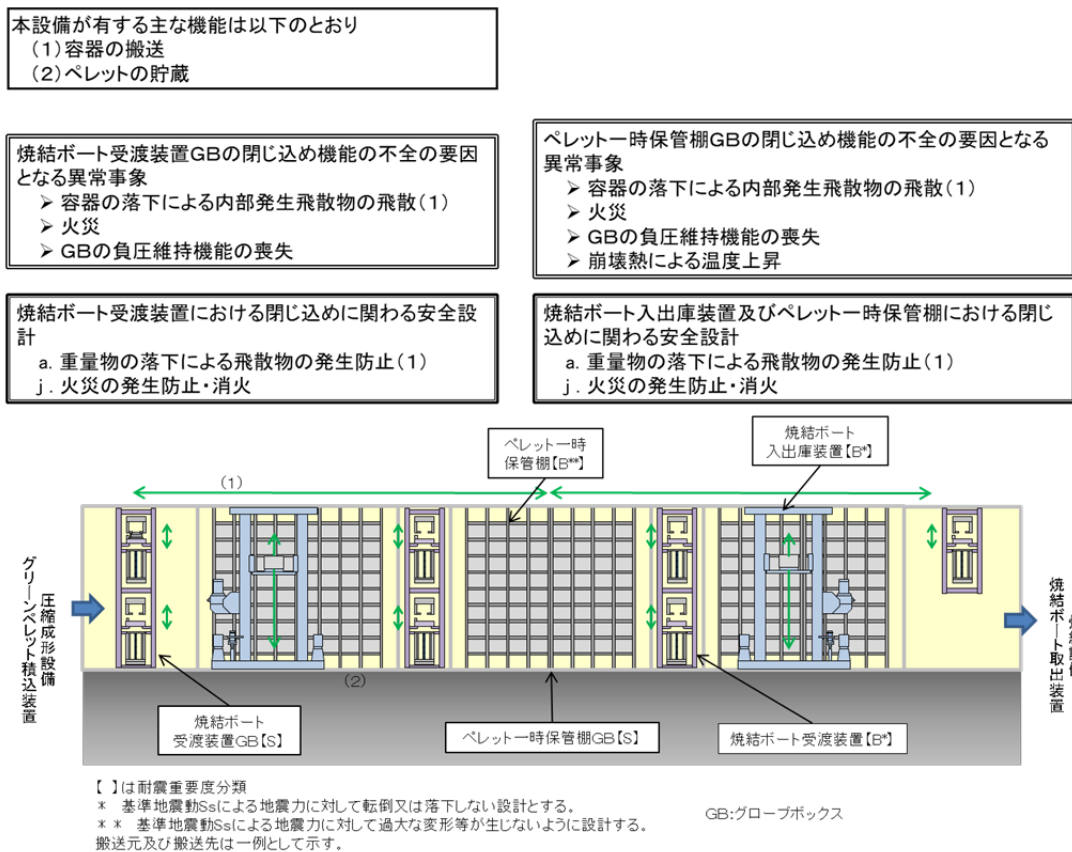 本設備が有する主な機能は以下のとおり
(1)容器の搬送
(2)ペレットの貯蔵
焼結ボート受渡装置GBの閉じ込め機能の不全の要因
となる異常事象
➢ 容器の落下による内部発生飛散物の飛散(1)
➢ 火災
➢ GBの負圧維持機能の喪失
ペレット一時保管棚GBの閉じ込め機能の不全の要因となる
異常事象
➢ 容器の落下による内部発生飛散物の飛散(1)
➢ 火災
➢ GBの負圧維持機能の喪失
➢ 崩壊熱による温度上昇
焼結ボート受渡装置における閉じ込めに関わる安全設
計
a. 重量物の落下による飛散物の発生防止(1)
j. 火災の発生防止・消火
焼結ボート入出庫装置及びペレット一時保管棚における閉じ
込めに関わる安全設計
a. 重量物の落下による飛散物の発生防止(1)
j. 火災の発生防止・消火
ペレット一時
保管棚【B**】
焼結ボート
入出庫装置【B*】
(1)
圧縮成形設備
グリーンペレット積込装置
焼結ボート取出装置
(2)
焼結ボート
受渡装置GB【S】
ペレット一時保管棚GB【S】
焼結ボート受渡装置【B*】
【 】は耐震重要度分類
* 基準地震動Ssによる地震力に対して転倒又は落下しない設計とする。
** 基準地震動Ssによる地震力に対して過大な変形等が生じないように設計する。
搬送元及び搬送先は一例として示す。
GB:グローブボックス